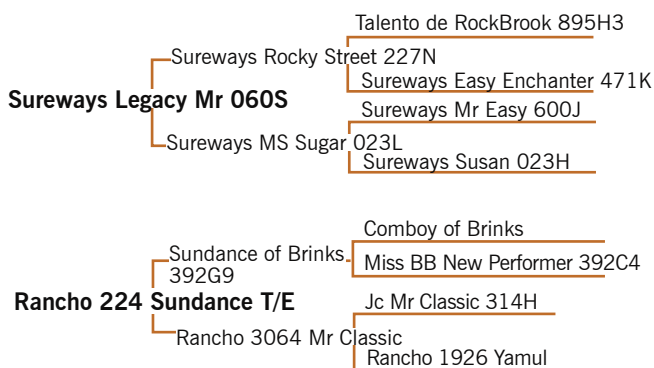 Talento de RockBrook 895H3
Sureways Rocky Street 227N
Sureways Easy Enchanter 471K
Sureways Legacy Mr 060S
Sureways Mr Easy 600J
Sureways MS Sugar 023L
Sureways Susan 023H
Comboy of Brinks
Sundance of Brinks
392G9
Miss BB New Performer 392C4
Rancho 224 Sundance T/E
Jc Mr Classic 314H
Rancho 3064 Mr Classic
Rancho 1926 Yamul